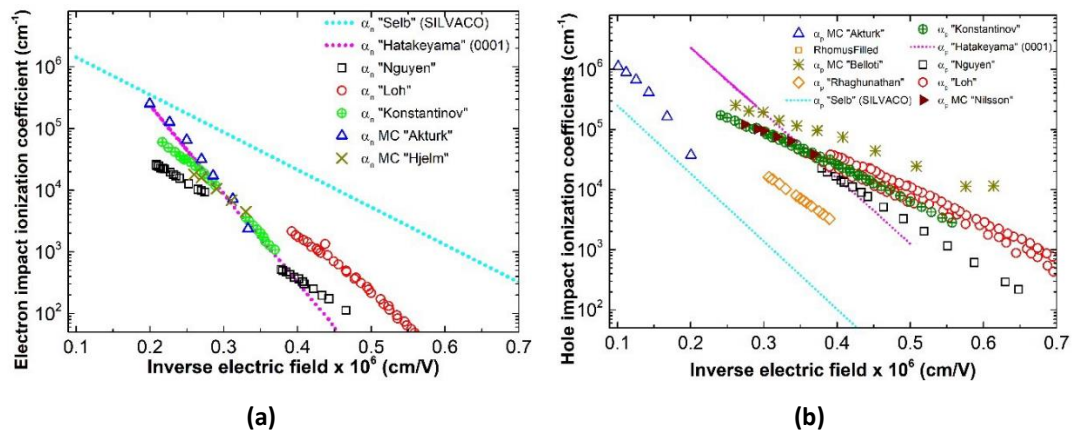 Electron impact ionization coefficient (cm⁻¹)
10⁶
10⁵
10⁴
10³
10²
αₙ "Selb" (SILVACO)
αₙ "Hatakeyama" (0001)
αₙ "Nguyen"
αₙ "Loh"
αₙ "Konstantinov"
αₙ MC "Akturk"
αₙ MC "Hjelm"
0.1 0.2 0.3 0.4 0.5 0.6 0.7
Inverse electric field x 10⁶ (cm/V)
(a)
Hole impact ionization coefficients (cm⁻¹)
10⁶
10⁵
10⁴
10³
10²
αₚ MC "Akturk"
RhomusFilled
αₚ MC "Belloti"
αₚ "Rhaghunathan"
αₚ "Selb" (SILVACO)
αₚ "Konstantinov"
αₚ "Hatakeyama" (0001)
αₚ "Nguyen"
αₚ "Loh"
αₚ MC "Nilsson"
0.1 0.2 0.3 0.4 0.5 0.6 0.7
Inverse electric field x 10⁶ (cm/V)
(b)